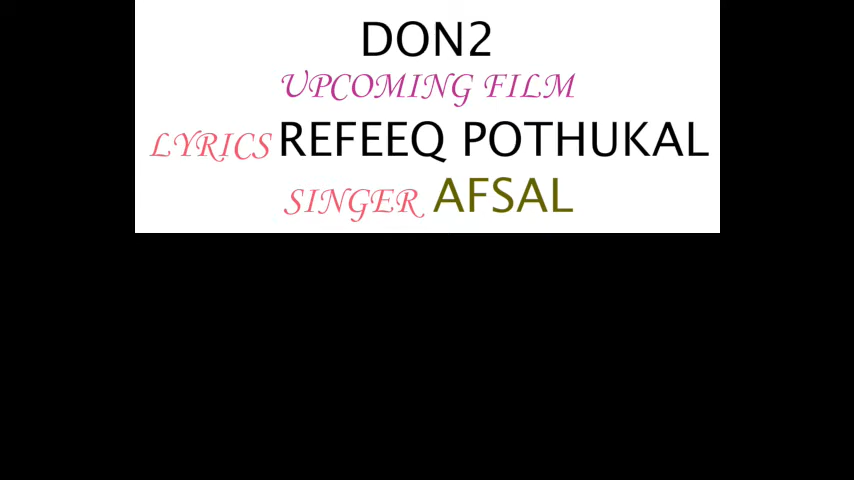 DON2
UPCOMING FILM
LYRICS REFEEQ POTHUKAL
SINGER AFSAL